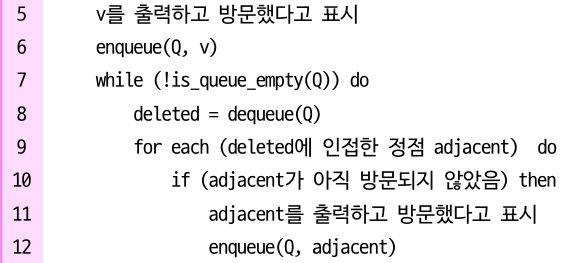 5 v를 출력하고 방문했다고 표시
6 enqueue(Q, v)
7 while (!is_queue_empty(Q)) do
8 deleted = dequeue(Q)
9 for each (deleted에 인접한 정점 adjacent) do
10 if (adjacent가 아직 방문되지 않았음) then
11 adjacent를 출력하고 방문했다고 표시
12 enqueue(Q, adjacent)